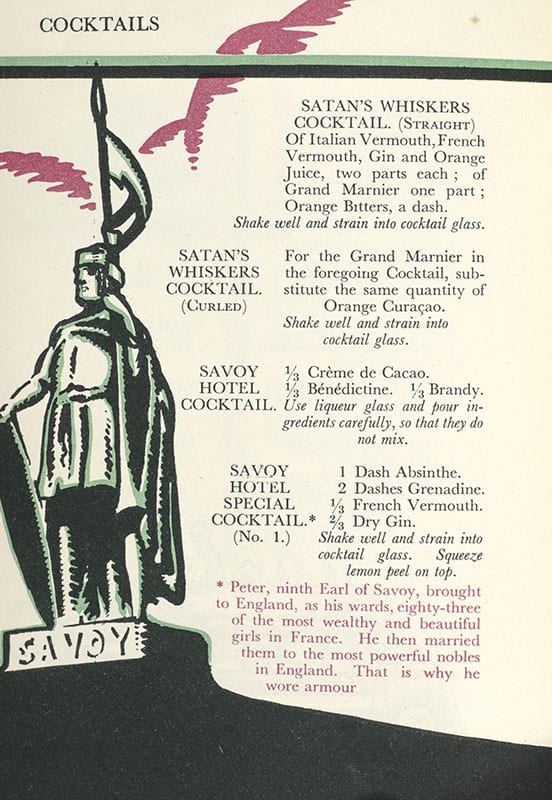 COCKTAILS
SATAN'S WHISKERS
COCKTAIL. (STRAIGHT)
Of Italian Vermouth, French
Vermouth, Gin and Orange
Juice, two parts each ; of
Grand Marnier one part ;
Orange Bitters, a dash.
Shake well and strain into cocktail glass.
SATAN'S
WHISKERS
COCKTAIL.
(CURLED)
For the Grand Marnier in
the foregoing Cocktail, sub-
stitute the same quantity of
Orange Curaçao.
Shake well and strain into
cocktail glass.
SAVOY
HOTEL
COCKTAIL.
⅓ Crème de Cacao.
⅓ Bénédictine. ⅓ Brandy.
Use liqueur glass and pour in-
gredients carefully, so that they do
not mix.
SAVOY
HOTEL
SPECIAL
COCKTAIL.*
(No. 1.)
1 Dash Absinthe.
2 Dashes Grenadine.
⅓ French Vermouth.
⅔ Dry Gin.
Shake well and strain into
cocktail glass. Squeeze
lemon peel on top.
* Peter, ninth Earl of Savoy, brought
to England, as his wards, eighty-three
of the most wealthy and beautiful
girls in France. He then married
them to the most powerful nobles
in England. That is why he
wore armour
SAVOY